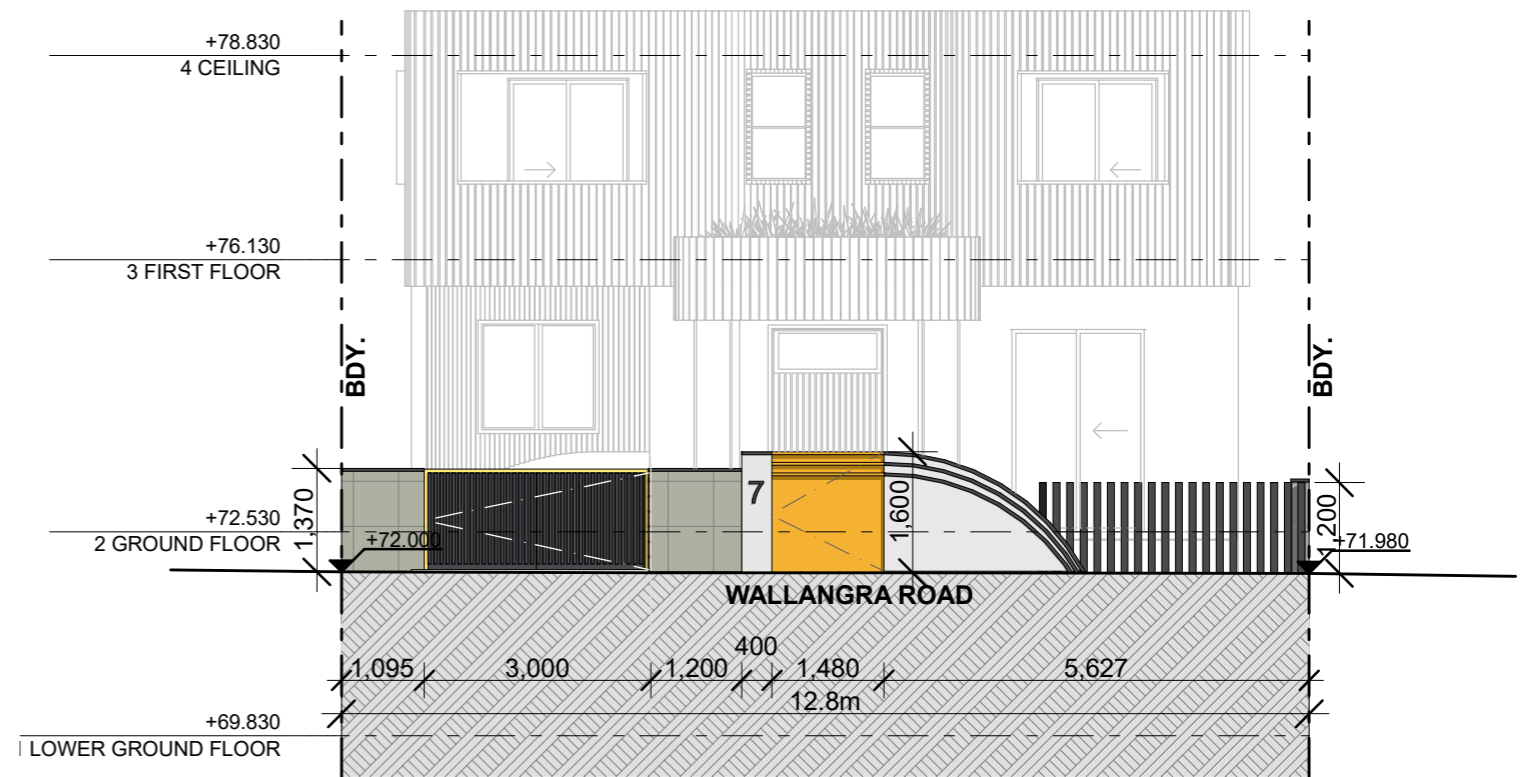 +78.830
4 CEILING
+76.130
3 FIRST FLOOR
BDY.
BDY.
7
1,370
1,600
1,200
+72.530
2 GROUND FLOOR
+72.000
+71.980
WALLANGRA ROAD
400
1,095 3,000 1,200 1,480 5,627
12.8m
+69.830
LOWER GROUND FLOOR